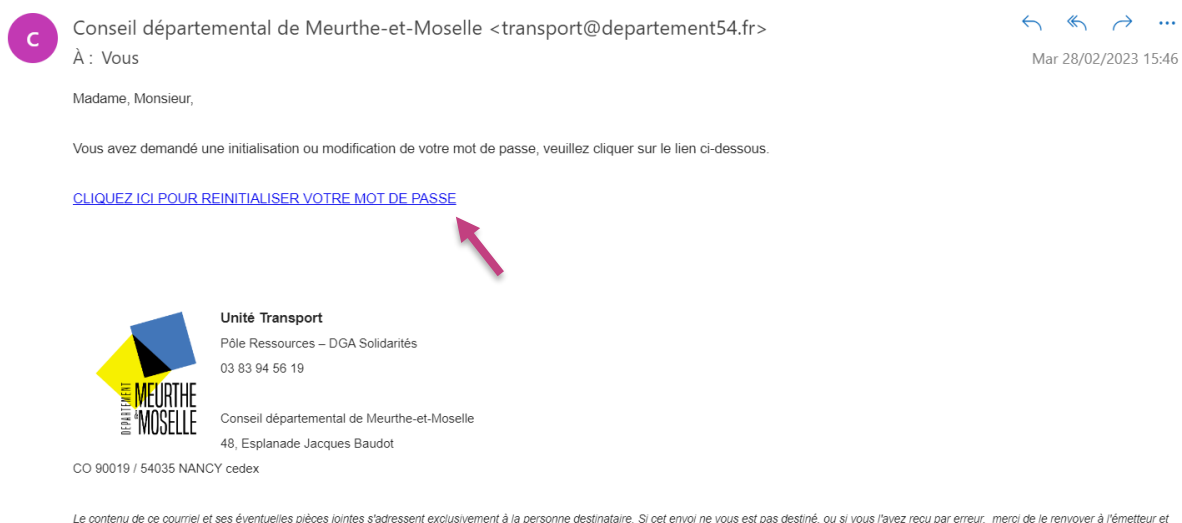 C
Conseil départemental de Meurthe-et-Moselle <transport@departement54.fr>
À : Vous
Mar 28/02/2023 15:46
Madame, Monsieur,
Vous avez demandé une initialisation ou modification de votre mot de passe, veuillez cliquer sur le lien ci-dessous.
CLIQUEZ ICI POUR REINITIALISER VOTRE MOT DE PASSE
DEPARTEMENT
MEURTHE
& MOSELLE
Unité Transport
Pôle Ressources – DGA Solidarités
03 83 94 56 19
Conseil départemental de Meurthe-et-Moselle
48, Esplanade Jacques Baudot
CO 90019 / 54035 NANCY cedex
Le contenu de ce courriel et ses éventuelles pièces jointes s'adressent exclusivement à la personne destinataire. Si cet envoi ne vous est pas destiné, ou si vous l'avez reçu par erreur, merci de le renvoyer à l'émetteur et